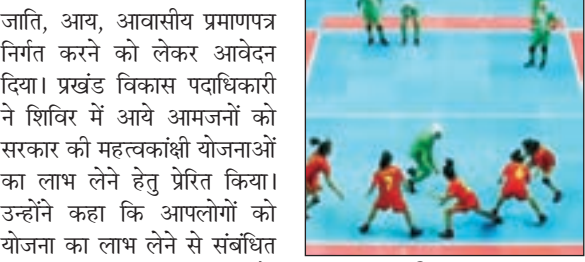 जाति, आय, आवासीय प्रमाणपत्र
निर्गत करने को लेकर आवेदन
दिया। प्रखंड विकास पदाधिकारी
ने शिविर में आये आमजनों को
सरकार की महत्वकांक्षी योजनाओं
का लाभ लेने हेतु प्रेरित किया।
उन्होंने कहा कि आपलोगों को
योजना का लाभ लेने से संबंधित